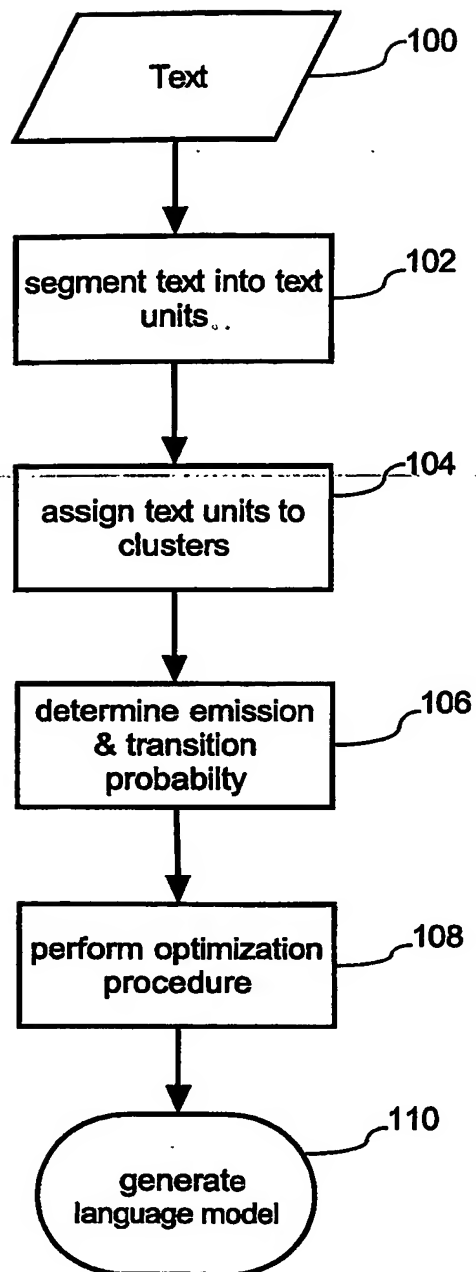 Text
100
segment text into text
units
102
assign text units to
clusters
104
determine emission
& transition
probabilty
106
perform optimization
procedure
108
generate
language model
110